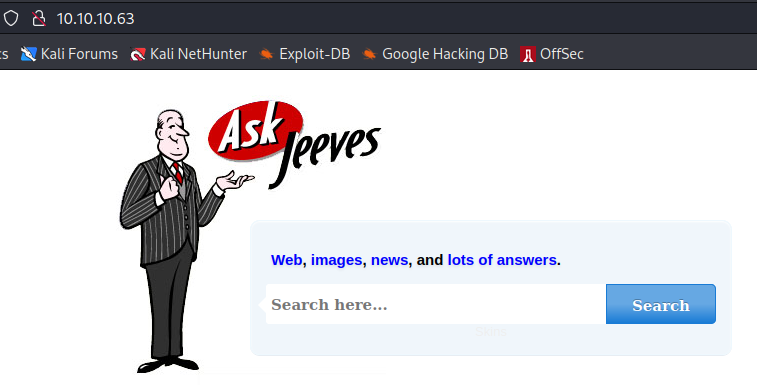 10.10.10.63
Kali Forums Kali NetHunter Exploit-DB Google Hacking DB OffSec
Ask
Jeeves
Web, images, news, and lots of answers.
Search here... Search